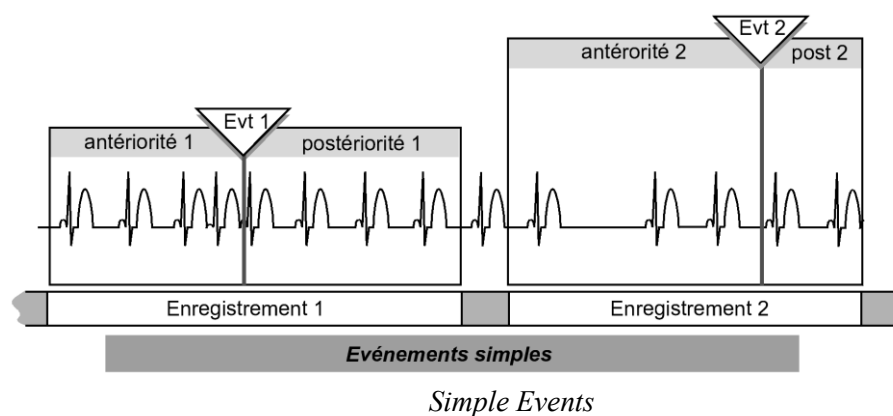 Evt 2
antérorité 2
post 2
Evt 1
antériorité 1
postériorité 1
Enregistrement 1
Enregistrement 2
Evénements simples
Simple Events